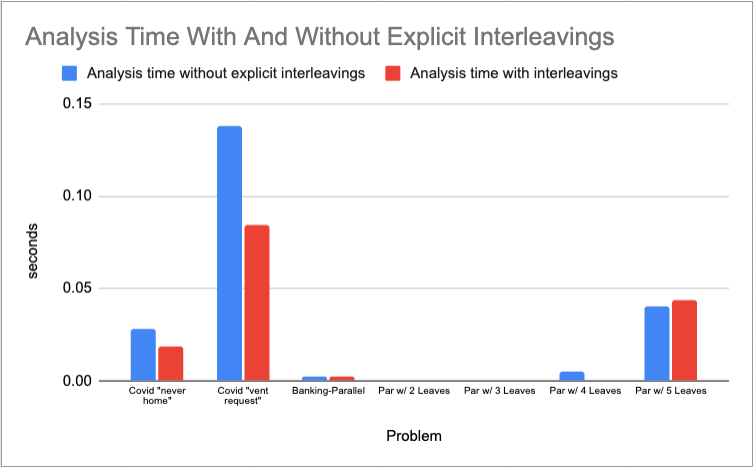 Analysis Time With And Without Explicit Interleavings
Analysis time without explicit interleavings
Analysis time with interleavings
0.15
0.10
0.05
0.00
seconds
Covid "never
home"
Covid "vent
request"
Banking-Parallel
Par w/ 2 Leaves
Par w/ 3 Leaves
Par w/ 4 Leaves
Par w/ 5 Leaves
Problem